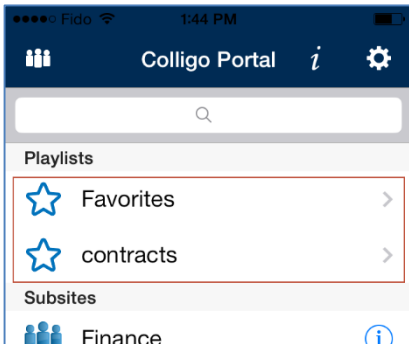 Fido 1:44 PM
Colligo Portal i
Playlists
Favorites
contracts
Subsites
Finance